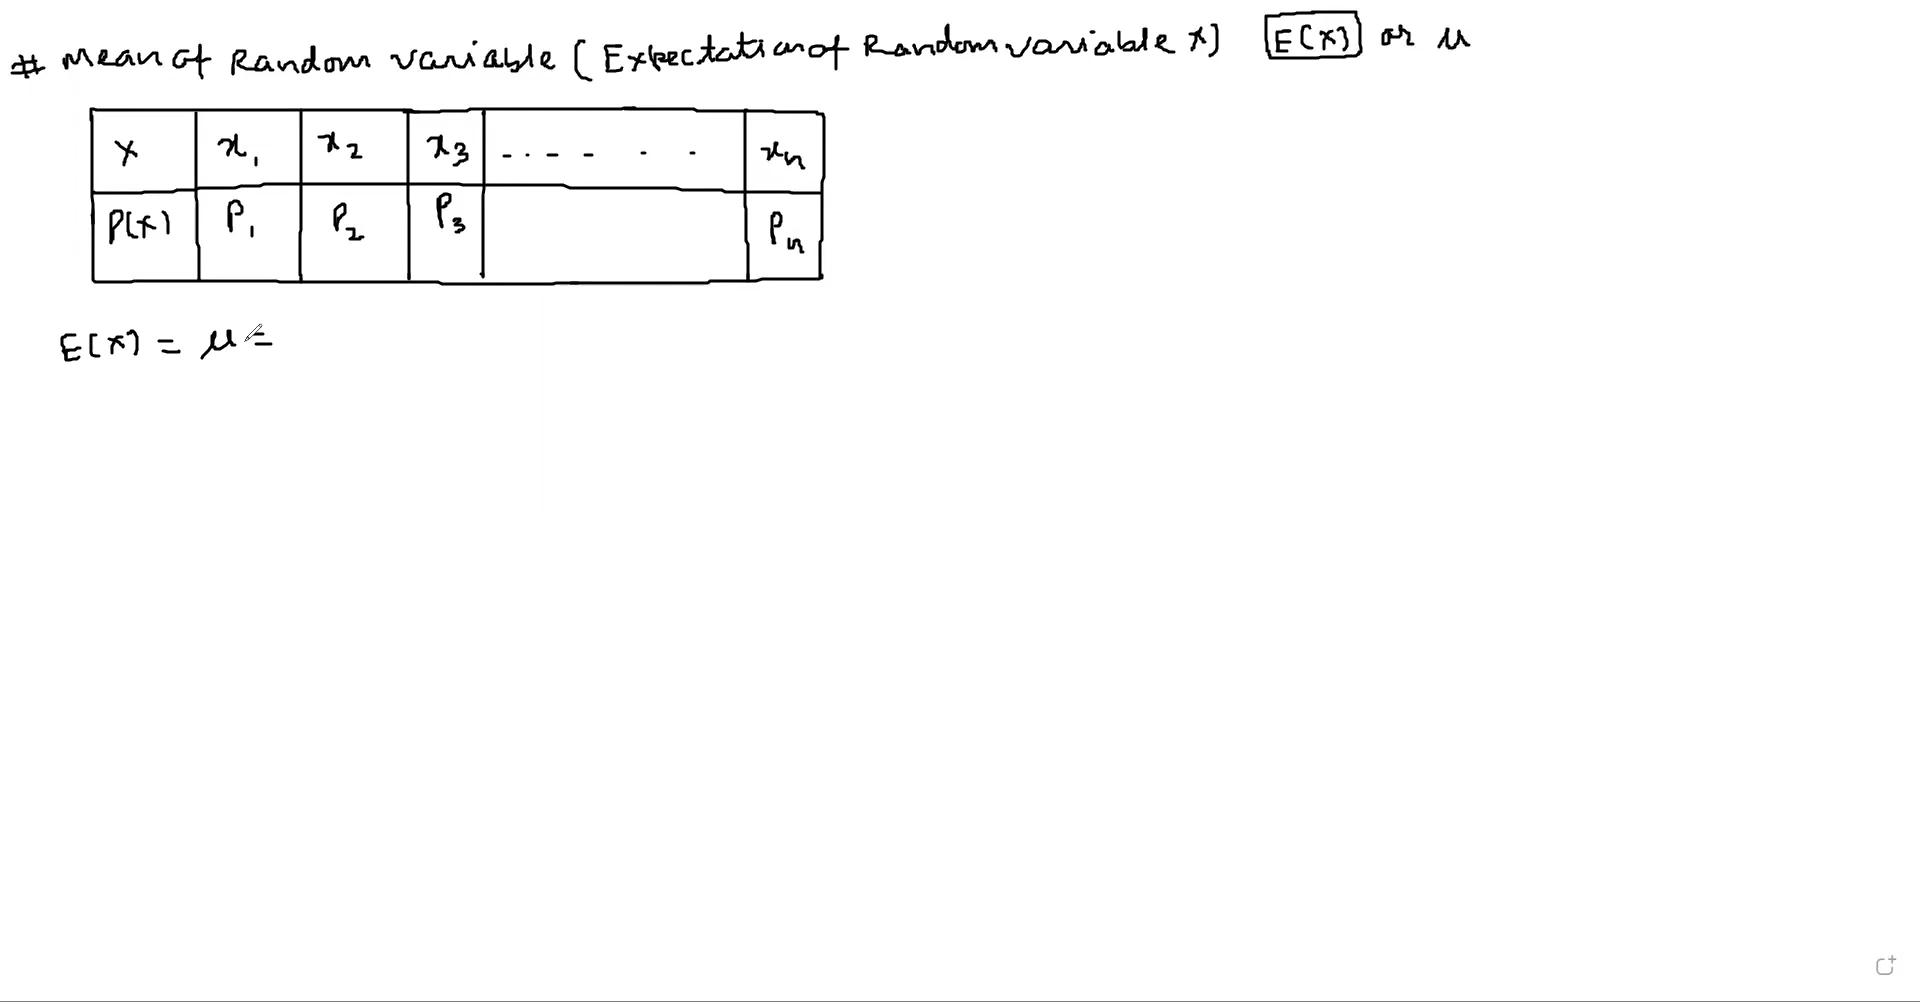 # Mean of Random variable [Expectation of Random variable X] E[X] or μ
X x₁ x₂ x₃ ..-- - . . xₙ
P(X) P₁ P₂ P₃ Pₙ
E[X] = μ =